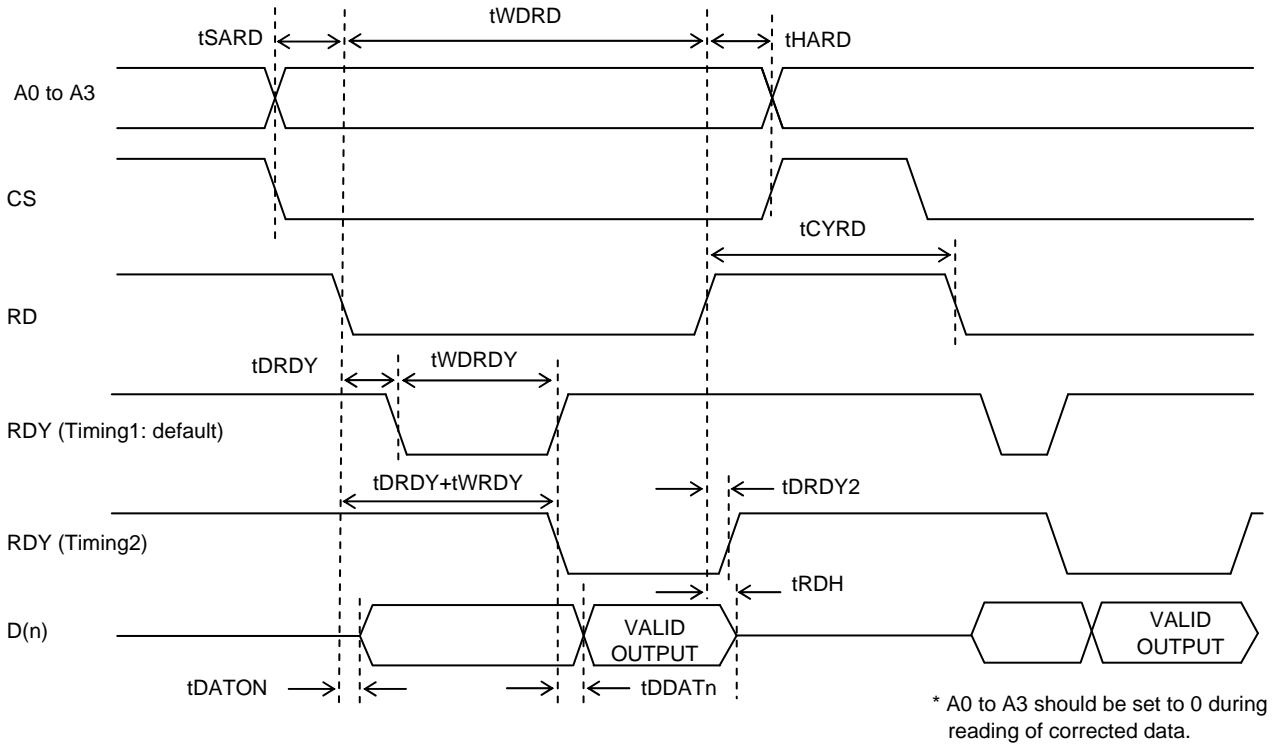 tWDRD
tSARD
tHARD
A0 to A3
CS
tCYRD
RD
tDRDY
tWDRDY
RDY (Timing1: default)
tDRDY+tWRDY
tDRDY2
RDY (Timing2)
tRDH
D(n)
VALID
OUTPUT
VALID
OUTPUT
tDATON
tDDATn
* A0 to A3 should be set to 0 during
reading of corrected data.